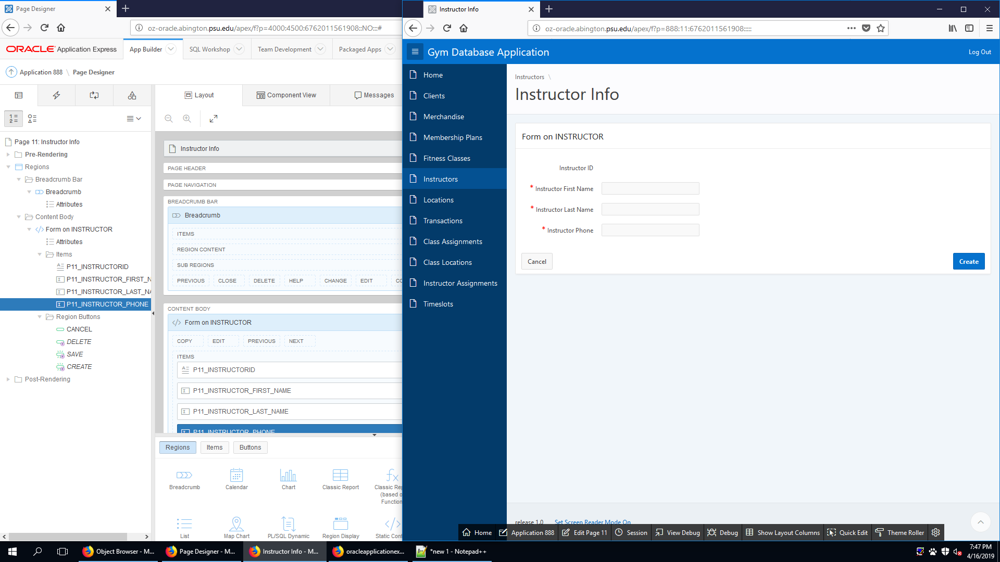 Page Designer
oz-oracle.abington.psu.edu/apex/f?p=4000:4500:6762011561908::NO:::#
ORACLE Application Express
App Builder
SQL Workshop
Team Development
Packaged Apps
Application 888 \ Page Designer
Layout
Component View
Messages
Page 11: Instructor Info
Pre-Rendering
Regions
Breadcrumb Bar
Breadcrumb
Attributes
Content Body
Form on INSTRUCTOR
Attributes
Items
P11_INSTRUCTORID
P11_INSTRUCTOR_FIRST_N
P11_INSTRUCTOR_LAST_NA
P11_INSTRUCTOR_PHONE
Region Buttons
CANCEL
DELETE
SAVE
CREATE
Post-Rendering
Instructor Info
PAGE HEADER
PAGE NAVIGATION
BREADCRUMB BAR
Breadcrumb
ITEMS
REGION CONTENT
SUB REGIONS
PREVIOUS CLOSE DELETE HELP CHANGE EDIT CO
CONTENT BODY
Form on INSTRUCTOR
COPY EDIT PREVIOUS NEXT
ITEMS
P11_INSTRUCTORID
P11_INSTRUCTOR_FIRST_NAME
P11_INSTRUCTOR_LAST_NAME
P11_INSTRUCTOR_PHONE
Regions Items Buttons
Breadcrumb
Calendar
Chart
Classic Report
Classic Rep
(based o
Function
List
Map Chart
PL/SQL Dynamic
Region Display
Static Cont
Instructor Info
oz-oracle.abington.psu.edu/apex/f?p=888:11:6762011561908:::::
Gym Database Application
Log Out
Home
Clients
Merchandise
Membership Plans
Fitness Classes
Instructors
Locations
Transactions
Class Assignments
Class Locations
Instructor Assignments
Timeslots
Instructors \
Instructor Info
Form on INSTRUCTOR
Instructor ID
* Instructor First Name
* Instructor Last Name
* Instructor Phone
Cancel
Create
release 1.0 Set Screen Reader Mode On
Home
Application 888
Edit Page 11
Session
View Debug
Debug
Show Layout Columns
Quick Edit
Theme Roller
Object Browser - M...
Page Designer - M...
Instructor Info - M...
oracleapplicationex...
*new 1 - Notepad++
7:47 PM
4/16/2019